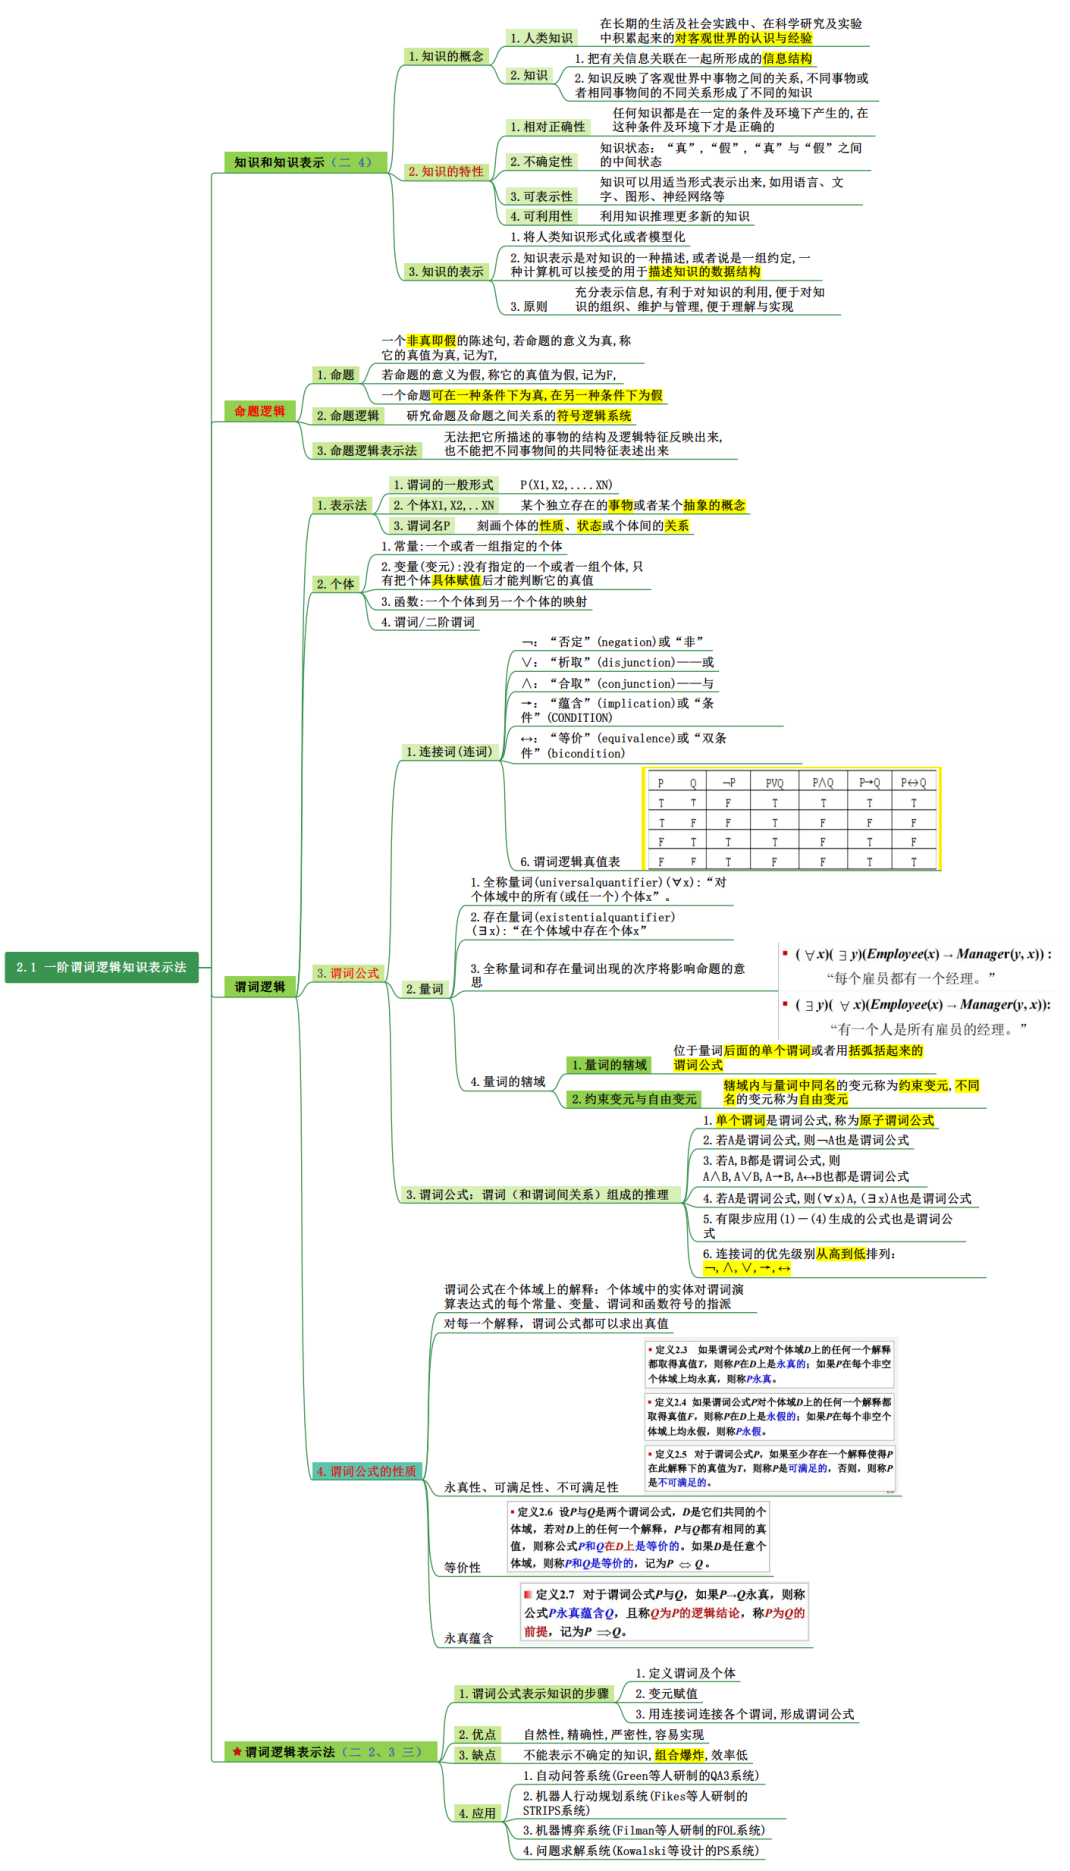 2.1 一阶谓词逻辑知识表示法
知识和知识表示(二 4)
1.知识的概念
1.人类知识
在长期的生活及社会实践中、在科学研究及实验
中积累起来的对客观世界的认识与经验
2.知识
1.把有关信息关联在一起所形成的信息结构
2.知识反映了客观世界中事物之间的关系,不同事物或
者相同事物间的不同关系形成了不同的知识
2.知识的特性
1.相对正确性
任何知识都是在一定的条件及环境下产生的,在
这种条件及环境下才是正确的
2.不确定性
知识状态：“真”,“假”,“真”与“假”之间
的中间状态
3.可表示性
知识可以用适当形式表示出来,如用语言、文
字、图形、神经网络等
4.可利用性
利用知识推理更多新的知识
3.知识的表示
1.将人类知识形式化或者模型化
2.知识表示是对知识的一种描述,或者说是一组约定,一
种计算机可以接受的用于描述知识的数据结构
3.原则
充分表示信息,有利于对知识的利用,便于对知
识的组织、维护与管理,便于理解与实现
命题逻辑
1.命题
一个非真即假的陈述句,若命题的意义为真,称
它的真值为真,记为T,
若命题的意义为假,称它的真值为假,记为F,
一个命题可在一种条件下为真,在另一种条件下为假
2.命题逻辑
研究命题及命题之间关系的符号逻辑系统
3.命题逻辑表示法
无法把它所描述的事物的结构及逻辑特征反映出来,
也不能把不同事物间的共同特征表述出来
谓词逻辑
1.表示法
1.谓词的一般形式
P(X1,X2,....XN)
2.个体X1,X2,..XN
某个独立存在的事物或者某个抽象的概念
3.谓词名P
刻画个体的性质、状态或个体间的关系
2.个体
1.常量:一个或者一组指定的个体
2.变量(变元):没有指定的一个或者一组个体,只
有把个体具体赋值后才能判断它的真值
3.函数:一个个体到另一个个体的映射
4.谓词/二阶谓词
3.谓词公式
1.连接词(连词)
¬：“否定”(negation)或“非”
∨：“析取”(disjunction)——或
∧：“合取”(conjunction)——与
→：“蕴含”(implication)或“条
件”(CONDITION)
↔：“等价”(equivalence)或“双条
件”(bicondition)
6.谓词逻辑真值表
P Q ¬P PVQ P∧Q P→Q P↔Q
T T F T T T T
T F F T F F F
F T T T F T F
F F T F F T T
2.量词
1.全称量词(universalquantifier)(∀x):“对
个体域中的所有(或任一个)个体x”。
2.存在量词(existentialquantifier)
(∃x):“在个体域中存在个体x”
3.全称量词和存在量词出现的次序将影响命题的意
思
▪ (∀x)(∃y)(Employee(x)→Manager(y,x)):
“每个雇员都有一个经理。”
▪ (∃y)(∀x)(Employee(x)→Manager(y,x)):
“有一个人是所有雇员的经理。”
4.量词的辖域
1.量词的辖域
位于量词后面的单个谓词或者用括弧括起来的
谓词公式
2.约束变元与自由变元
辖域内与量词中同名的变元称为约束变元,不同
名的变元称为自由变元
3.谓词公式：谓词（和谓词间关系）组成的推理
1.单个谓词是谓词公式,称为原子谓词公式
2.若A是谓词公式,则¬A也是谓词公式
3.若A,B都是谓词公式,则
A∧B,A∨B,A→B,A↔B也都是谓词公式
4.若A是谓词公式,则(∀x)A,(∃x)A也是谓词公式
5.有限步应用(1)－(4)生成的公式也是谓词公
式
6.连接词的优先级别从高到低排列:
¬,∧,∨,→,↔
4.谓词公式的性质
谓词公式在个体域上的解释：个体域中的实体对谓词演
算表达式的每个常量、变量、谓词和函数符号的指派
对每一个解释，谓词公式都可以求出真值
永真性、可满足性、不可满足性
▪ 定义2.3 如果谓词公式P对个体域D上的任何一个解释
都取得真值T，则称P在D上是永真的；如果P在每个非空
个体域上均永真，则称P永真。
▪ 定义2.4 如果谓词公式P对个体域D上的任何一个解释都
取得真值F，则称P在D上是永假的；如果P在每个非空个
体域上均永假，则称P永假。
▪ 定义2.5 对于谓词公式P，如果至少存在一个解释使得P
在此解释下的真值为T，则称P是可满足的，否则，则称P
是不可满足的。
等价性
▪ 定义2.6 设P与Q是两个谓词公式，D是它们共同的个
体域，若对D上的任何一个解释，P与Q都有相同的真
值，则称公式P和Q在D上是等价的。如果D是任意个
体域，则称P和Q是等价的，记为P ⇔ Q 。
永真蕴含
定义2.7 对于谓词公式P与Q，如果P→Q永真，则称
公式P永真蕴含Q，且称Q为P的逻辑结论，称P为Q的
前提，记为P ⇒Q。
★谓词逻辑表示法(二 2、3 三)
1.谓词公式表示知识的步骤
1.定义谓词及个体
2.变元赋值
3.用连接词连接各个谓词,形成谓词公式
2.优点
自然性,精确性,严密性,容易实现
3.缺点
不能表示不确定的知识,组合爆炸,效率低
4.应用
1.自动问答系统(Green等人研制的QA3系统)
2.机器人行动规划系统(Fikes等人研制的
STRIPS系统)
3.机器博弈系统(Filman等人研制的FOL系统)
4.问题求解系统(Kowalski等设计的PS系统)